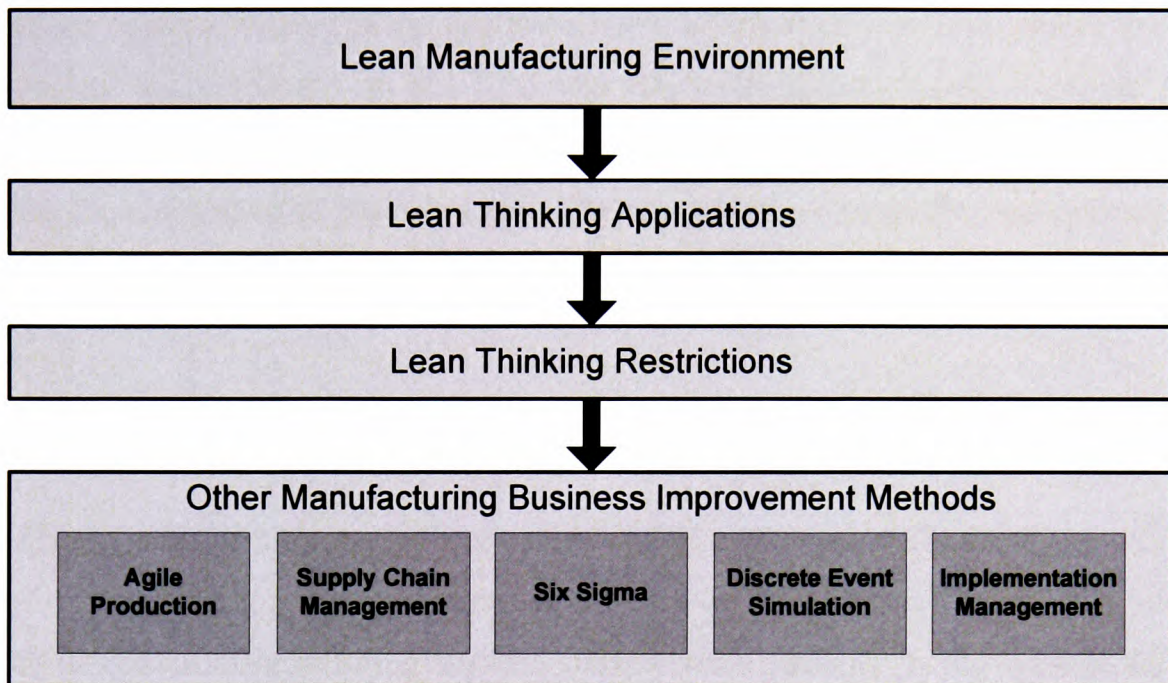 Lean Manufacturing Environment
Lean Thinking Applications
Lean Thinking Restrictions
Other Manufacturing Business Improvement Methods
Agile
Production
Supply Chain
Management
Six Sigma
Discrete Event
Simulation
Implementation
Management